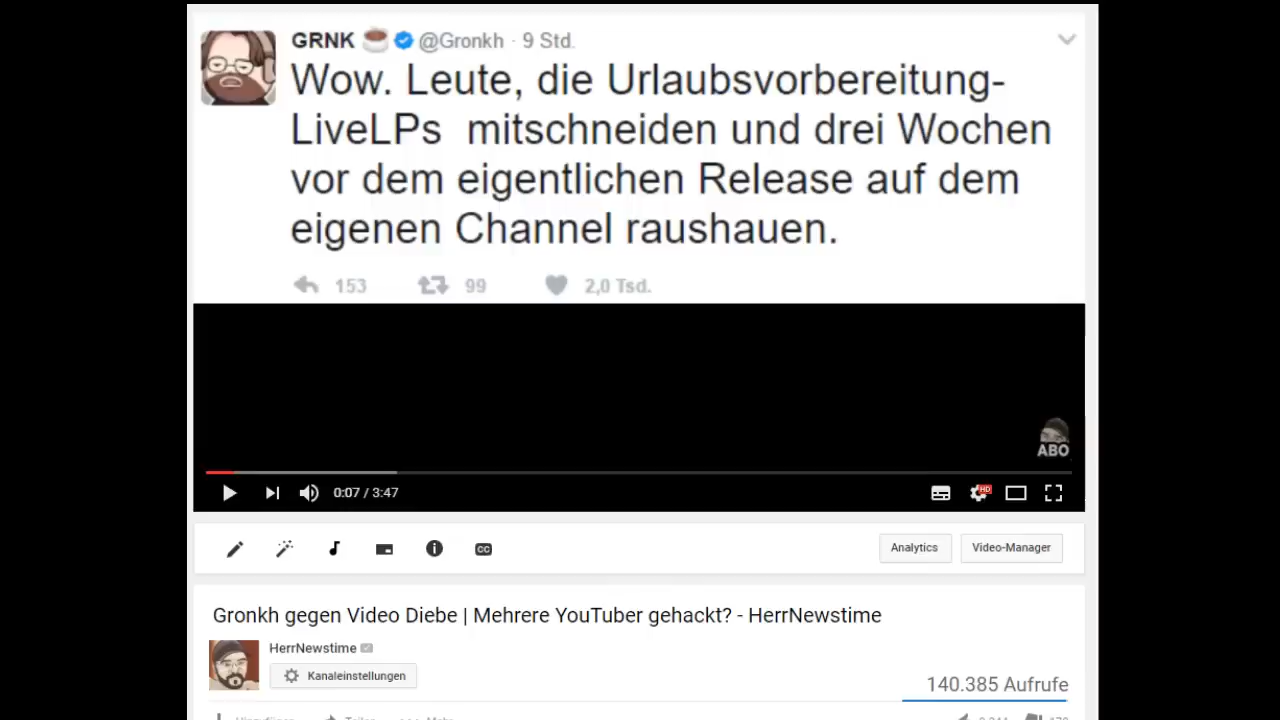 GRNK @Gronkh · 9 Std.
Wow. Leute, die Urlaubsvorbereitung-
LiveLPs mitschneiden und drei Wochen
vor dem eigentlichen Release auf dem
eigenen Channel raushauen.
153 99 2,0 Tsd.
ABO
0:07 / 3:47 HD
CC Analytics Video-Manager
Gronkh gegen Video Diebe | Mehrere YouTuber gehackt? - HerrNewstime
HerrNewstime
Kanaleinstellungen
140.385 Aufrufe